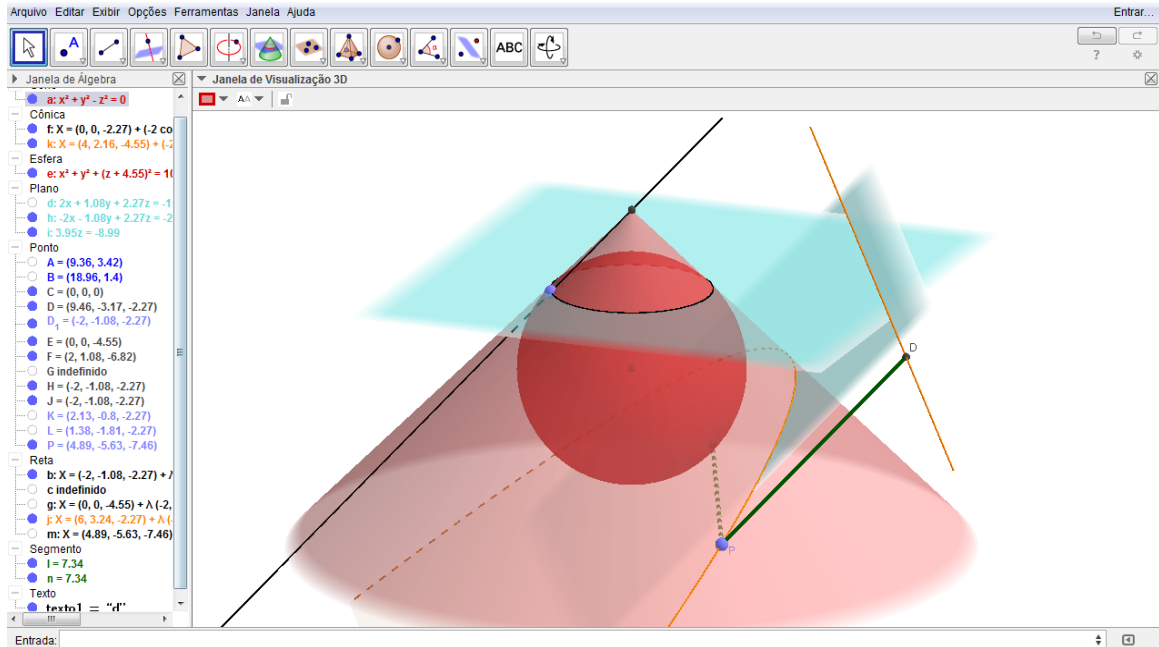 Arquivo Editar Exibir Opções Ferramentas Janela Ajuda Entrar...
A ABC ?
Janela de Álgebra
Janela de Visualização 3D
AA
a: x² + y² - z² = 0
Cônica
f: X = (0, 0, -2.27) + (-2 co
k: X = (4, 2.16, -4.55) + (-2
Esfera
e: x² + y² + (z + 4.55)² = 10
Plano
d: 2x + 1.08y + 2.27z = -1
h: -2x - 1.08y + 2.27z = -2
i: 3.95z = -8.99
Ponto
A = (9.36, 3.42)
B = (18.96, 1.4)
C = (0, 0, 0)
D = (9.46, -3.17, -2.27)
D₁ = (-2, -1.08, -2.27)
E = (0, 0, -4.55)
F = (2, 1.08, -6.82)
G indefinido
H = (-2, -1.08, -2.27)
J = (-2, -1.08, -2.27)
K = (2.13, -0.8, -2.27)
L = (1.38, -1.81, -2.27)
P = (4.89, -5.63, -7.46)
Reta
b: X = (-2, -1.08, -2.27) + λ
c indefinido
g: X = (0, 0, -4.55) + λ (-2,
j: X = (6, 3.24, -2.27) + λ (-
m: X = (4.89, -5.63, -7.46)
Segmento
l = 7.34
n = 7.34
Texto
texto1 = “d”
D
P
Entrada: